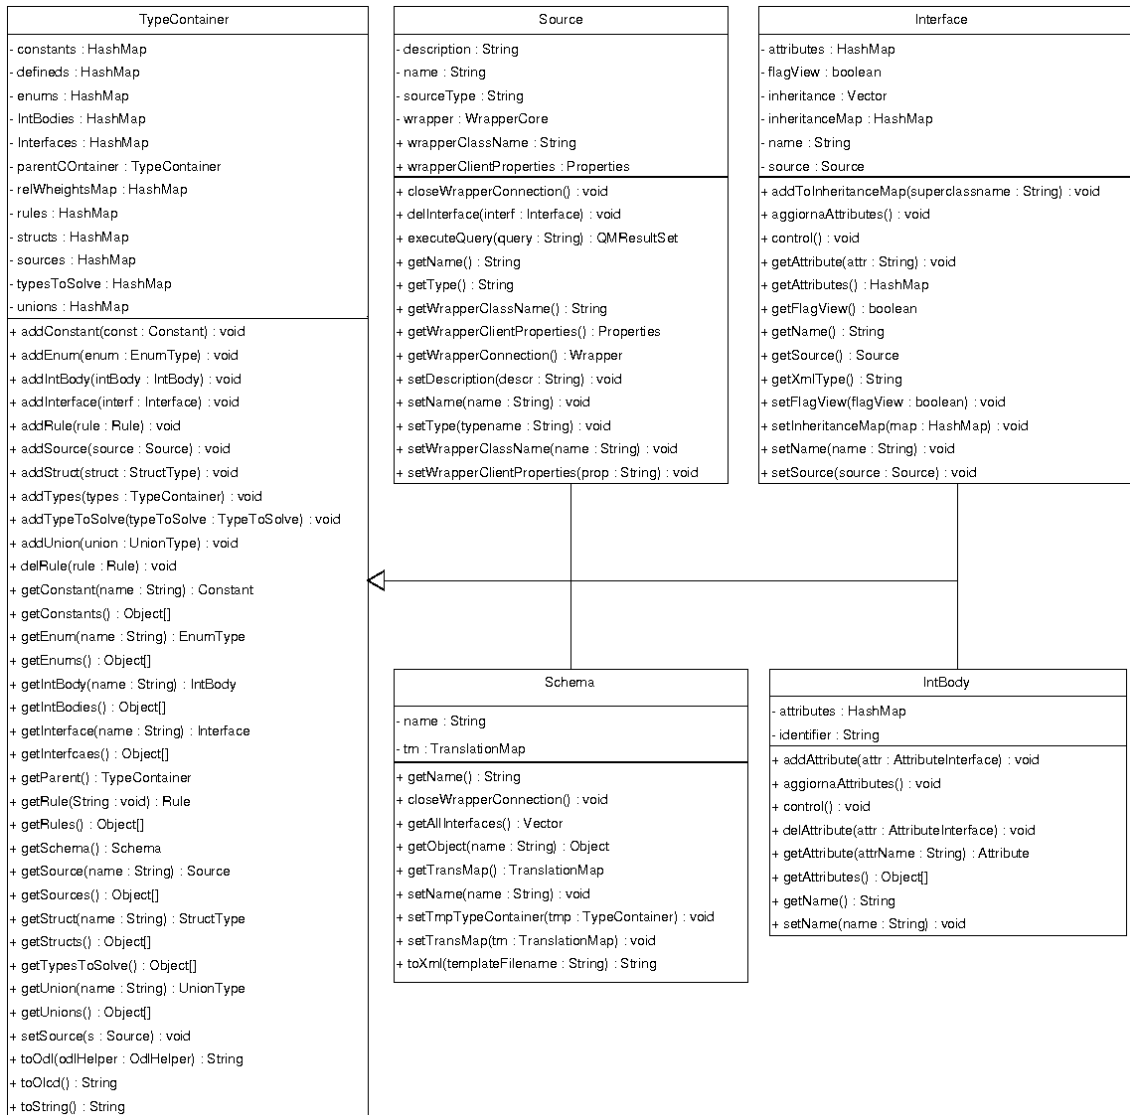 TypeContainer
- constants : HashMap
- defineds : HashMap
- enums : HashMap
- IntBodies : HashMap
- Interfaces : HashMap
- parentCOntainer : TypeContainer
- relWheightsMap : HashMap
- rules : HashMap
- structs : HashMap
- sources : HashMap
- typesToSolve : HashMap
- unions : HashMap
+ addConstant(const : Constant) : void
+ addEnum(enum : EnumType) : void
+ addIntBody(intBody : IntBody) : void
+ addInterface(interf : Interface) : void
+ addRule(rule : Rule) : void
+ addSource(source : Source) : void
+ addStruct(struct : StructType) : void
+ addTypes(types : TypeContainer) : void
+ addTypeToSolve(typeToSolve : TypeToSolve) : void
+ addUnion(union : UnionType) : void
+ delRule(rule : Rule) : void
+ getConstant(name : String) : Constant
+ getConstants() : Object[]
+ getEnum(name : String) : EnumType
+ getEnums() : Object[]
+ getIntBody(name : String) : IntBody
+ getIntBodies() : Object[]
+ getInterface(name : String) : Interface
+ getInterfcaes() : Object[]
+ getParent() : TypeContainer
+ getRule(String : void) : Rule
+ getRules() : Object[]
+ getSchema() : Schema
+ getSource(name : String) : Source
+ getSources() : Object[]
+ getStruct(name : String) : StructType
+ getStructs() : Object[]
+ getTypesToSolve() : Object[]
+ getUnion(name : String) : UnionType
+ getUnions() : Object[]
+ setSource(s : Source) : void
+ toOdl(odlHelper : OdlHelper) : String
+ toOlcd() : String
+ toString() : String
Source
- description : String
- name : String
- sourceType : String
- wrapper : WrapperCore
+ wrapperClassName : String
+ wrapperClientProperties : Properties
+ closeWrapperConnection() : void
+ delInterface(interf : Interface) : void
+ executeQuery(query : String) : QMResultSet
+ getName() : String
+ getType() : String
+ getWrapperClassName() : String
+ getWrapperClientProperties() : Properties
+ getWrapperConnection() : Wrapper
+ setDescription(descr : String) : void
+ setName(name : String) : void
+ setType(typename : String) : void
+ setWrapperClassName(name : String) : void
+ setWrapperClientProperties(prop : String) : void
Interface
- attributes : HashMap
- flagView : boolean
- inheritance : Vector
- inheritanceMap : HashMap
- name : String
- source : Source
+ addToInheritanceMap(superclassname : String) : void
+ aggiornaAttributes() : void
+ control() : void
+ getAttribute(attr : String) : void
+ getAttributes() : HashMap
+ getFlagView() : boolean
+ getName() : String
+ getSource() : Source
+ getXmlType() : String
+ setFlagView(flagView : boolean) : void
+ setInheritanceMap(map : HashMap) : void
+ setName(name : String) : void
+ setSource(source : Source) : void
Schema
- name : String
- tm : TranslationMap
+ getName() : String
+ closeWrapperConnection() : void
+ getAllInterfaces() : Vector
+ getObject(name : String) : Object
+ getTransMap() : TranslationMap
+ setName(name : String) : void
+ setTmpTypeContainer(tmp : TypeContainer) : void
+ setTransMap(tm : TranslationMap) : void
+ toXml(templateFilename : String) : String
IntBody
- attributes : HashMap
- identifier : String
+ addAttribute(attr : AttributeInterface) : void
+ aggiornaAttributes() : void
+ control() : void
+ delAttribute(attr : AttributeInterface) : void
+ getAttribute(attrName : String) : Attribute
+ getAttributes() : Object[]
+ getName() : String
+ setName(name : String) : void